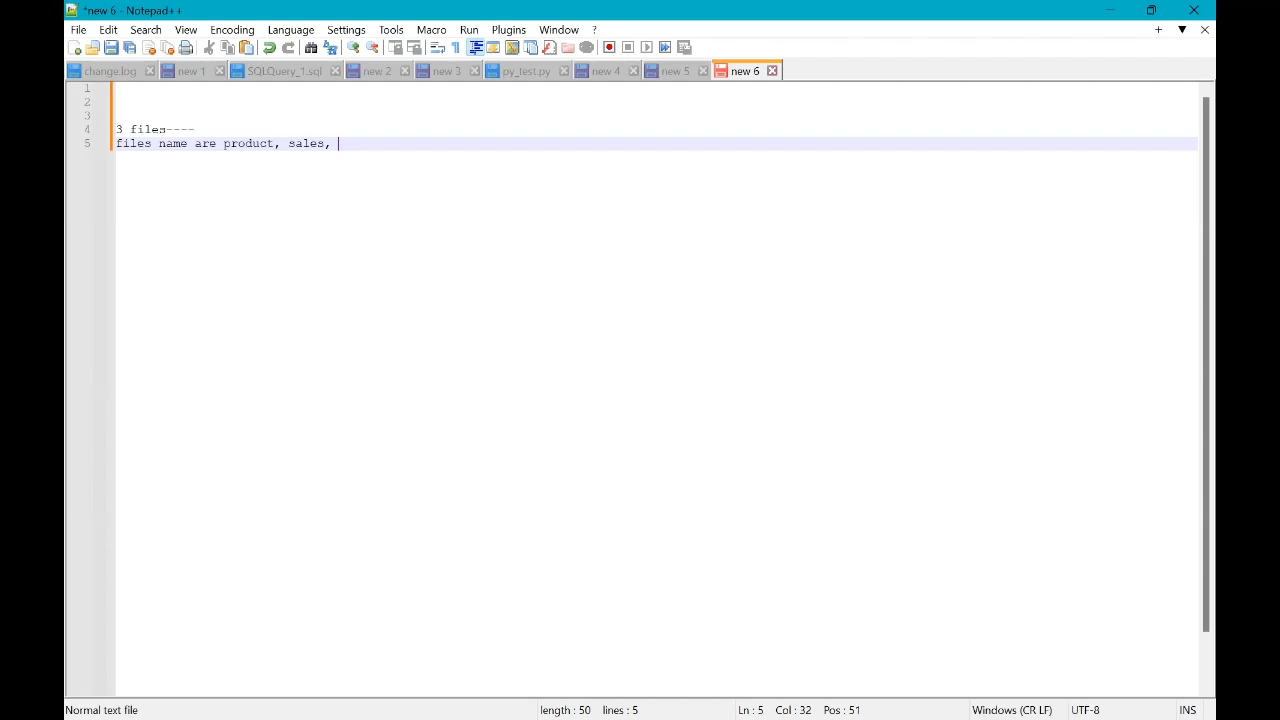 *new 6 - Notepad++
File Edit Search View Encoding Language Settings Tools Macro Run Plugins Window ?
change.log new 1 SQLQuery_1.sql new 2 new 3 py_test.py new 4 new 5 new 6
1
2
3
4 3 files----
5 files name are product, sales,
Normal text file length : 50 lines : 5 Ln : 5 Col : 32 Pos : 51 Windows (CR LF) UTF-8 INS